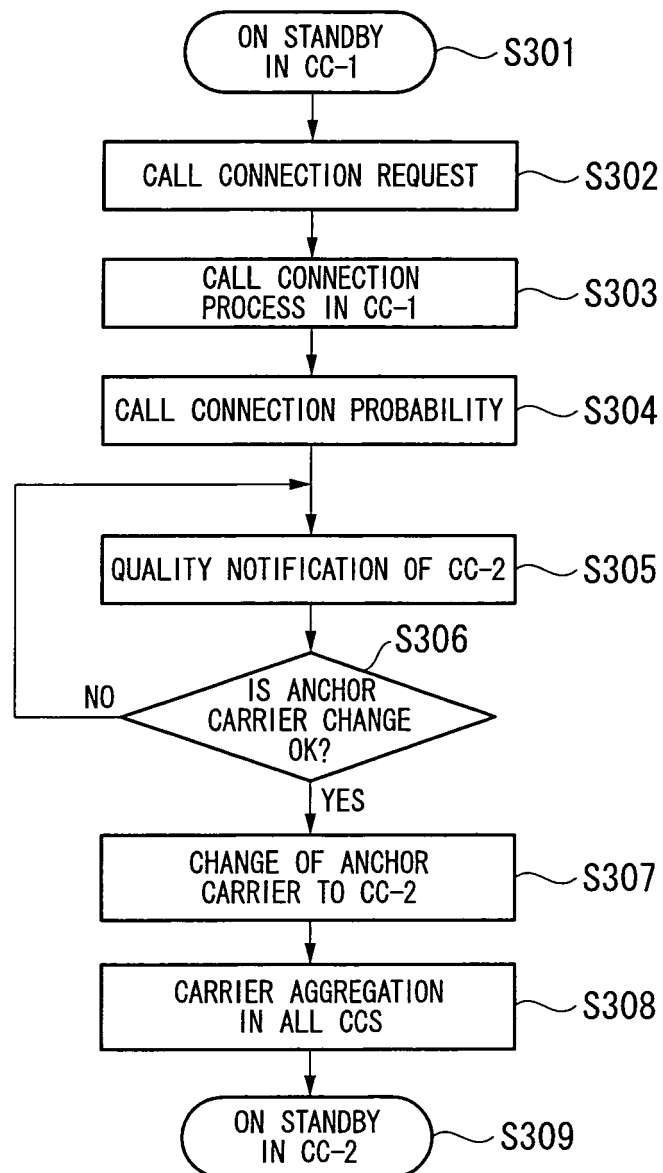 ON STANDBY
IN CC-1
S301
CALL CONNECTION REQUEST
S302
CALL CONNECTION
PROCESS IN CC-1
S303
CALL CONNECTION PROBABILITY
S304
QUALITY NOTIFICATION OF CC-2
S305
S306
IS ANCHOR
CARRIER CHANGE
OK?
NO
YES
CHANGE OF ANCHOR
CARRIER TO CC-2
S307
CARRIER AGGREGATION
IN ALL CCS
S308
ON STANDBY
IN CC-2
S309